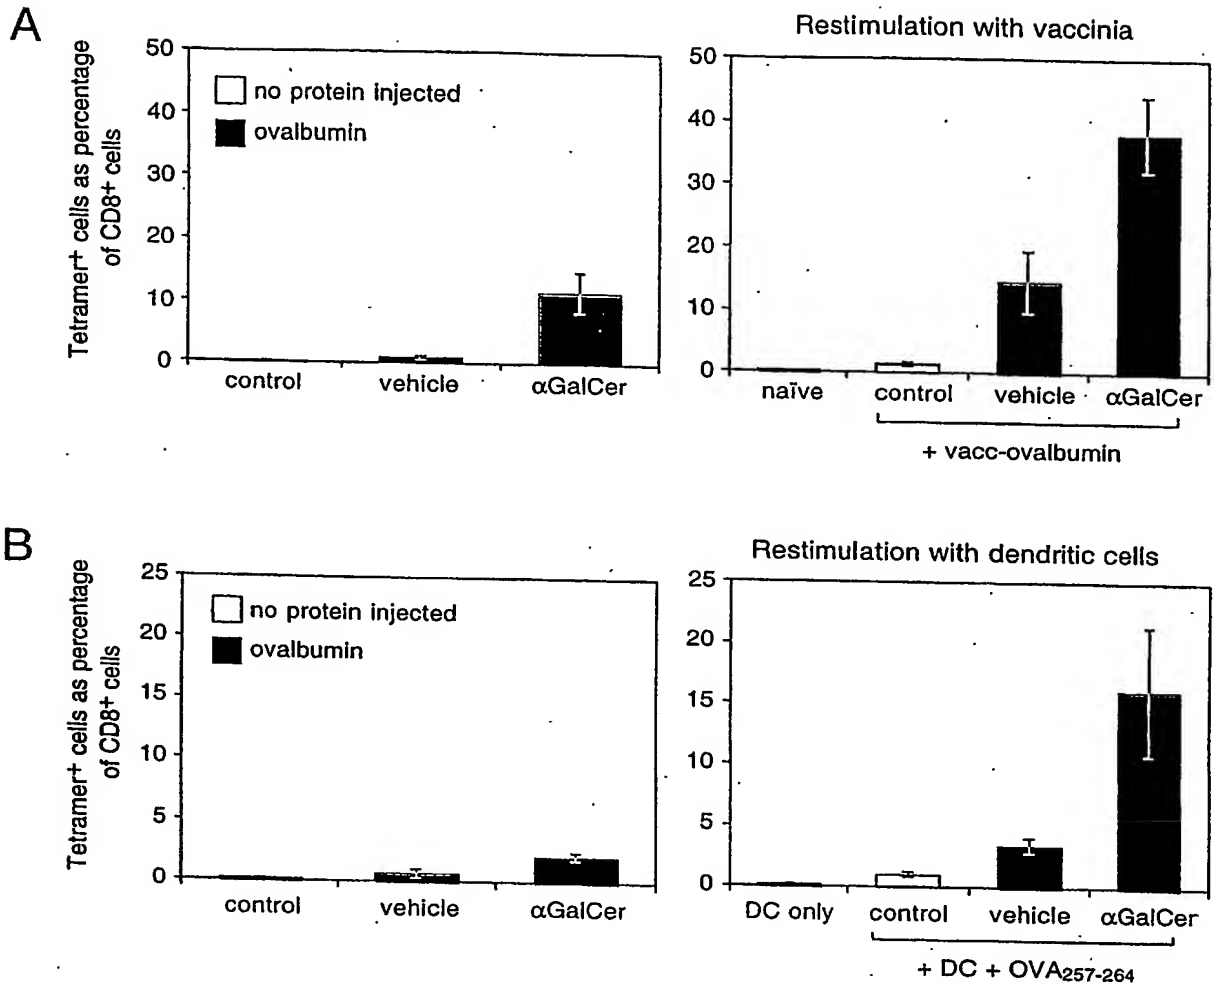 A
Restimulation with vaccinia
Tetramer+ cells as percentage
of CD8+ cells
50
40
30
20
10
0
no protein injected
ovalbumin
control
vehicle
αGalCer
50
40
30
20
10
0
naïve
control
vehicle
αGalCer
+ vacc-ovalbumin
B
Restimulation with dendritic cells
Tetramer+ cells as percentage
of CD8+ cells
25
20
15
10
5
0
no protein injected
ovalbumin
control
vehicle
αGalCer
25
20
15
10
5
0
DC only
control
vehicle
αGalCer
+ DC + OVA257-264